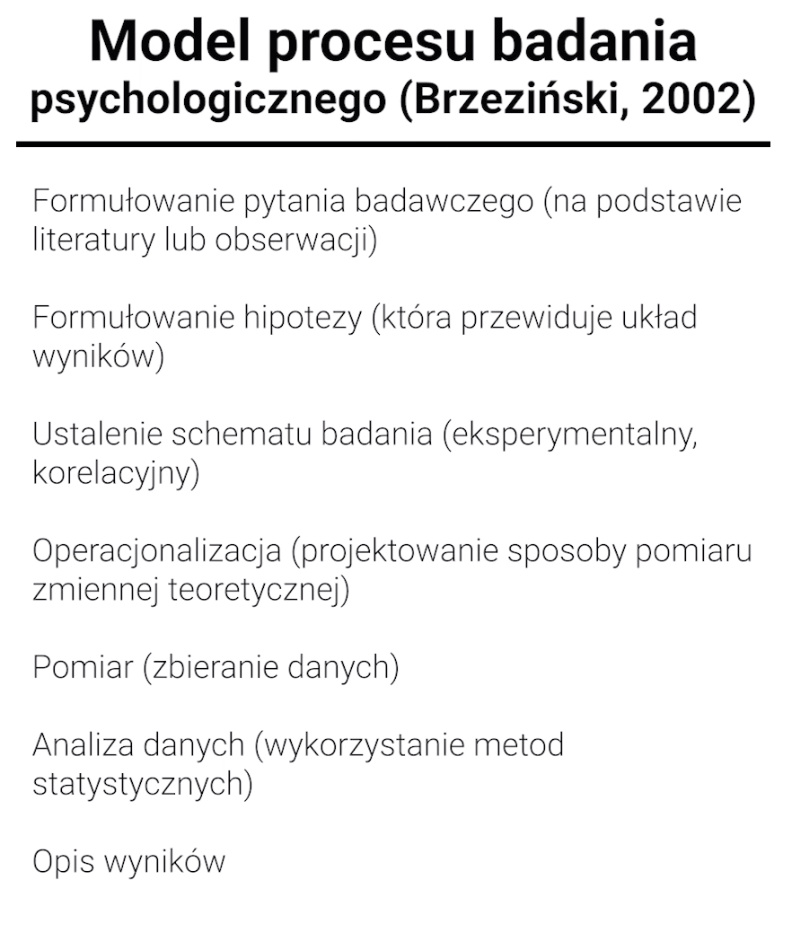 Model procesu badania
psychologicznego (Brzeziński, 2002)
Formułowanie pytania badawczego (na podstawie
literatury lub obserwacji)
Formułowanie hipotezy (która przewiduje układ
wyników)
Ustalenie schematu badania (eksperymentalny,
korelacyjny)
Operacjonalizacja (projektowanie sposoby pomiaru
zmiennej teoretycznej)
Pomiar (zbieranie danych)
Analiza danych (wykorzystanie metod
statystycznych)
Opis wyników